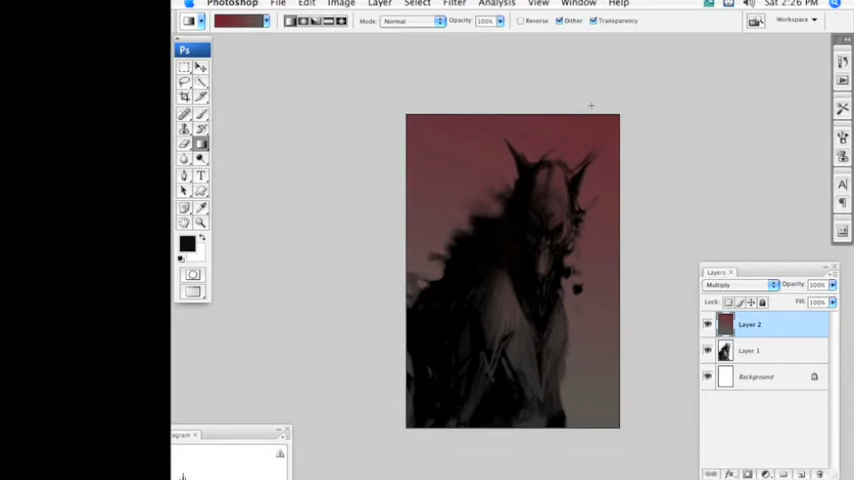 Photoshop File Edit Image Layer Select Filter Analysis View Window Help Sat 2:26 PM
Mode: Normal Opacity: 100% Reverse Dither Transparency Workspace
Ps
T
A
Layers
Multiply Opacity: 100%
Lock: Fill: 100%
Layer 2
Layer 1
Background
agram